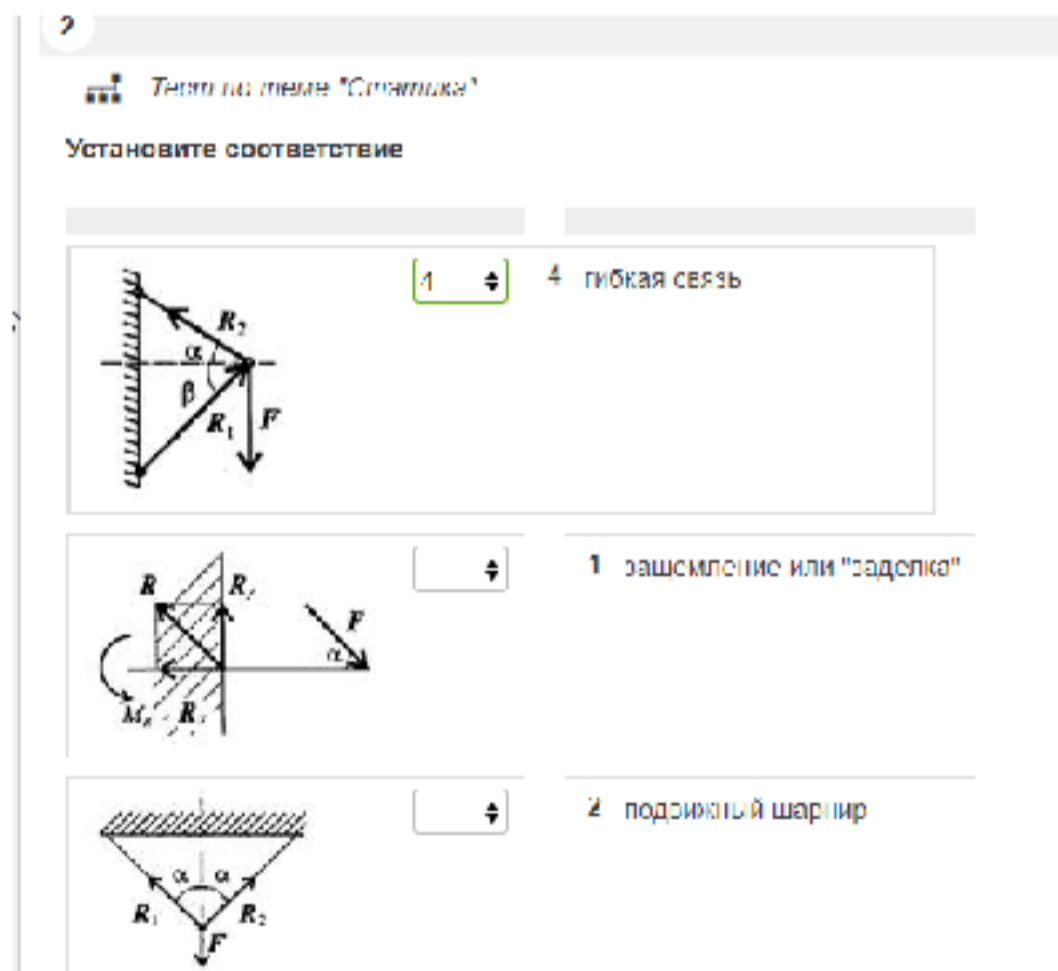 2
Тест по теме "Статика"
Установите соответствие
4
4 гибкая связь
R₂
α
β
R₁
F
1 защемление или "заделка"
R
F
α
2 подвижный шарнир
α α
R₁
R₂
F